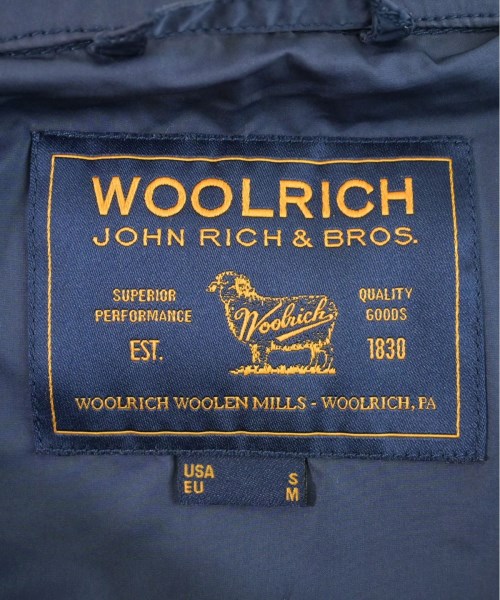 WOOLRICH
JOHN RICH & BROS.
SUPERIOR
PERFORMANCE
EST.
Woolrich
QUALITY
GOODS
1830
WOOLRICH WOOLEN MILLS - WOOLRICH, PA
USA S
EU M